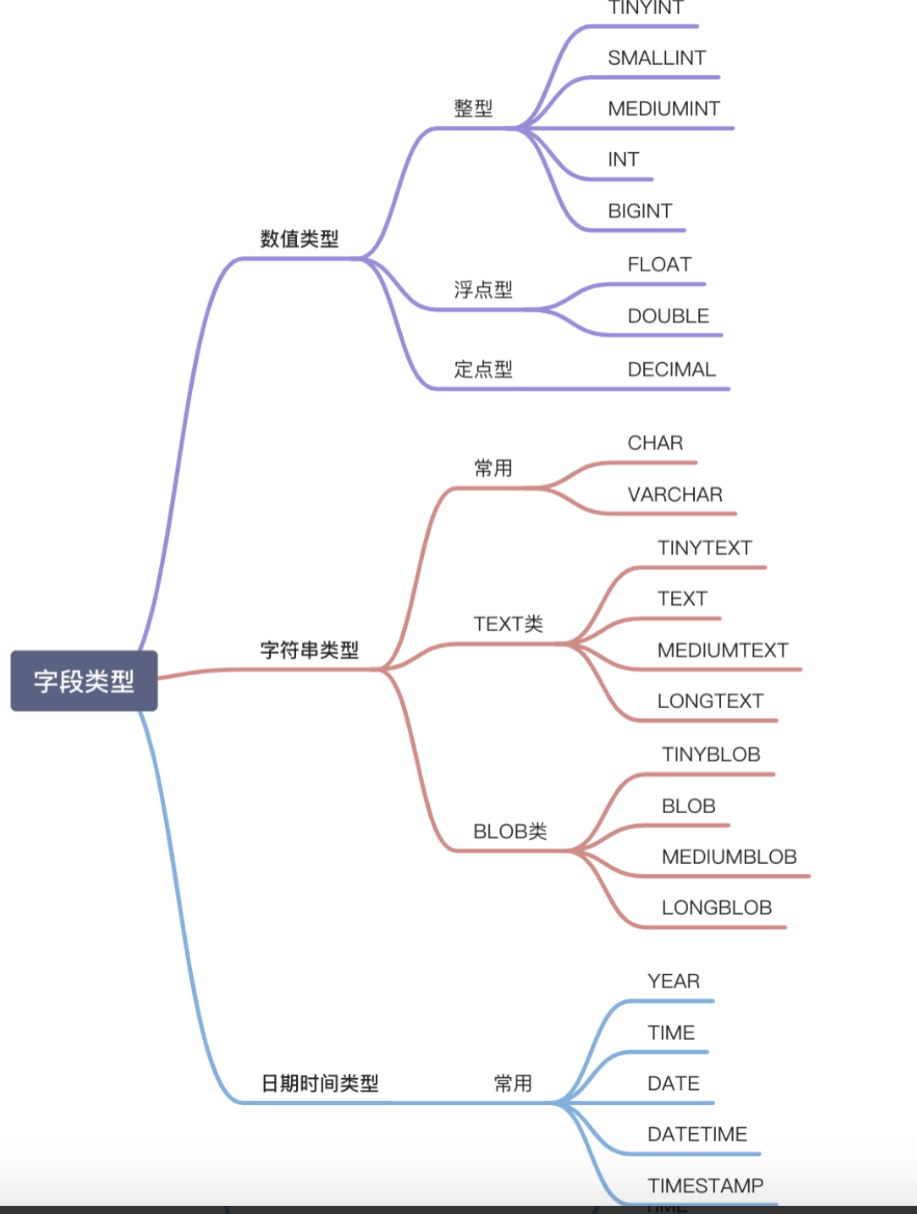 字段类型
数值类型
整型
TINYINT
SMALLINT
MEDIUMINT
INT
BIGINT
浮点型
FLOAT
DOUBLE
定点型
DECIMAL
字符串类型
常用
CHAR
VARCHAR
TEXT类
TINYTEXT
TEXT
MEDIUMTEXT
LONGTEXT
BLOB类
TINYBLOB
BLOB
MEDIUMBLOB
LONGBLOB
日期时间类型
常用
YEAR
TIME
DATE
DATETIME
TIMESTAMP